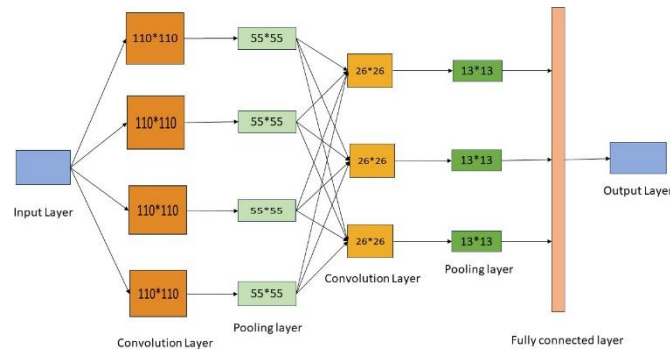 110*110
110*110
110*110
110*110
55*55
55*55
55*55
55*55
26*26
26*26
26*26
13*13
13*13
13*13
Input Layer
Convolution Layer
Pooling layer
Convolution Layer
Pooling layer
Fully connected layer
Output Layer